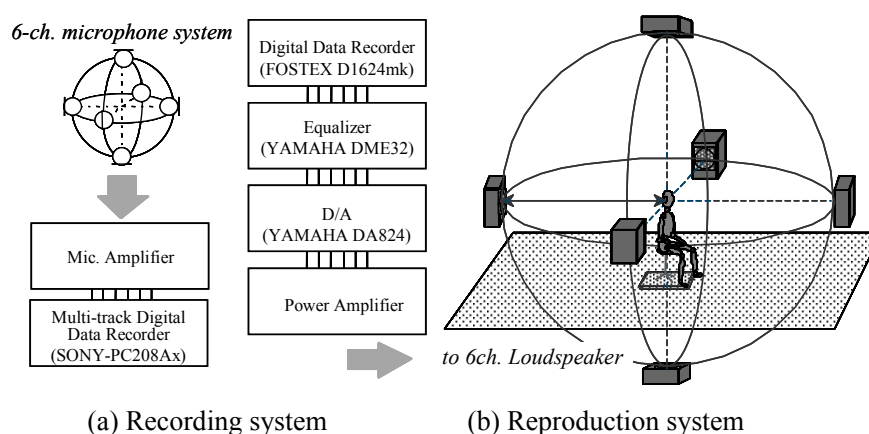 6-ch. microphone system
Mic. Amplifier
Multi-track Digital
Data Recorder
(SONY-PC208Ax)
Digital Data Recorder
(FOSTEX D1624mk)
Equalizer
(YAMAHA DME32)
D/A
(YAMAHA DA824)
Power Amplifier
to 6ch. Loudspeaker
(a) Recording system
(b) Reproduction system